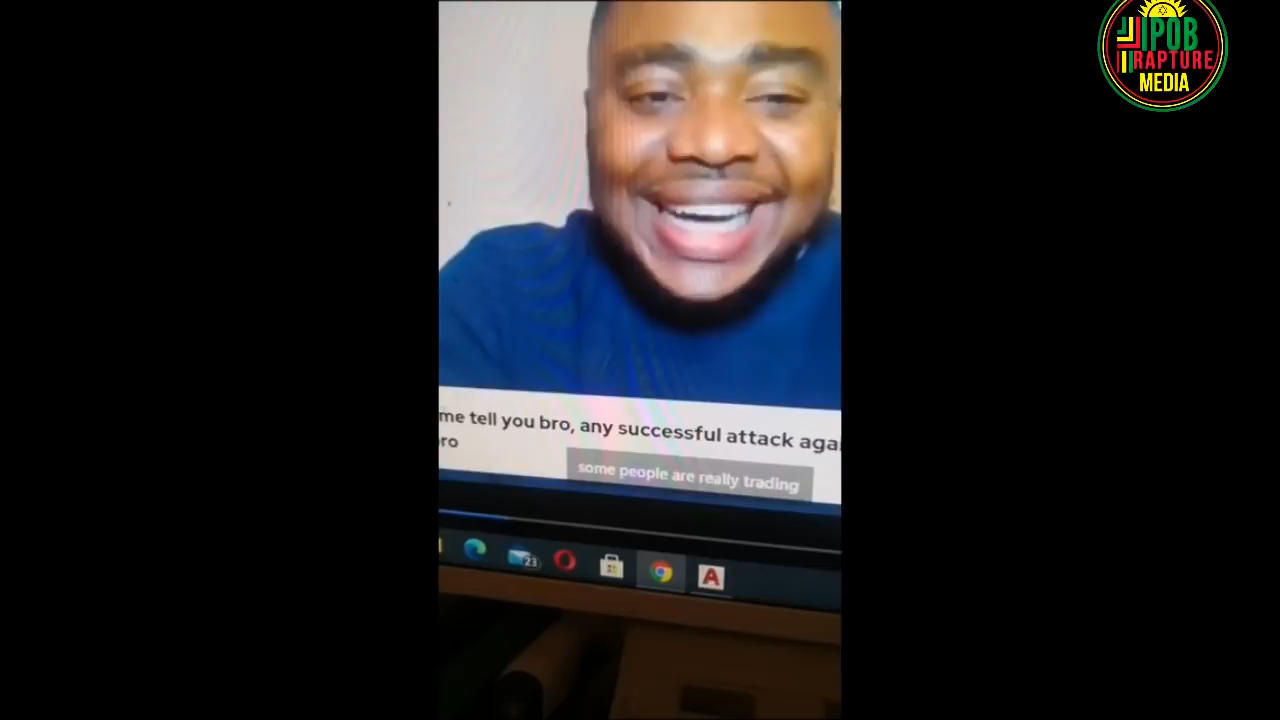 IPOB
RAPTURE
MEDIA
me tell you bro, any successful attack aga
ro
some people are really trading
23
A